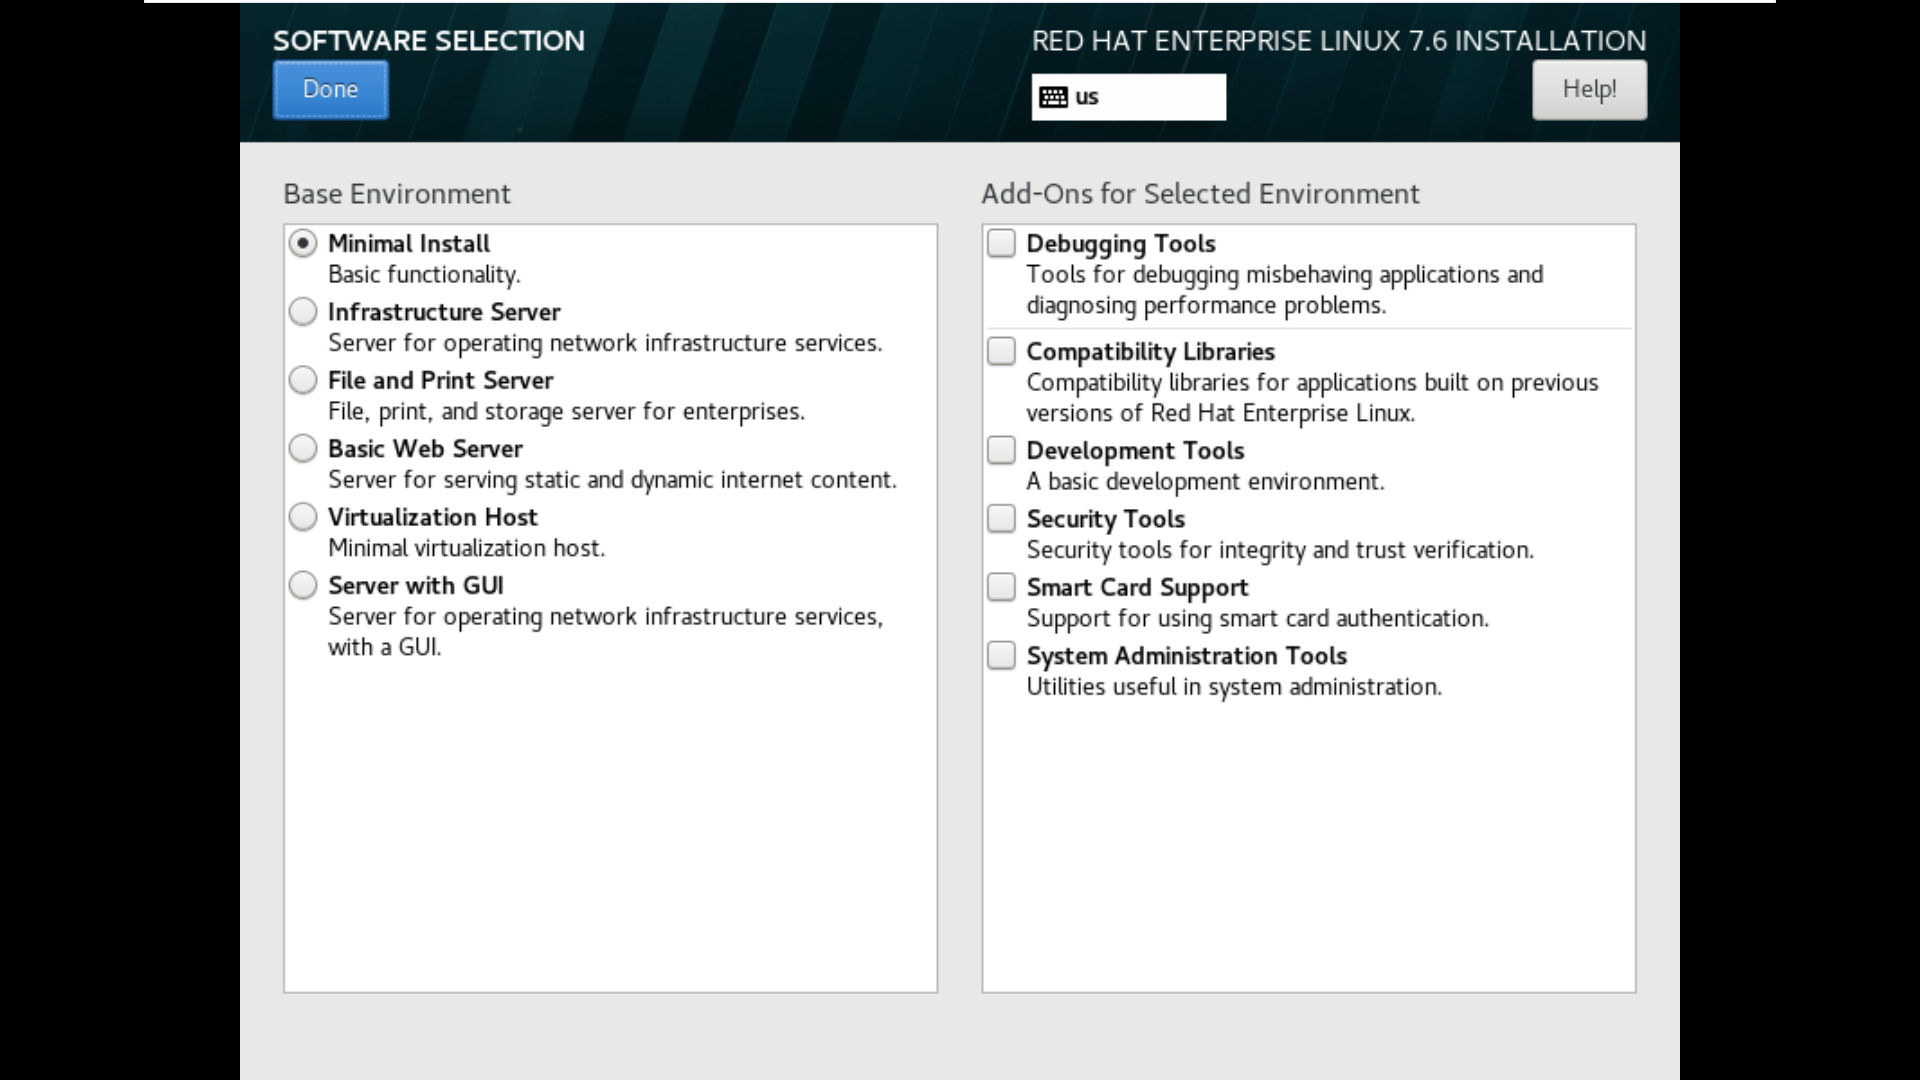 SOFTWARE SELECTION
RED HAT ENTERPRISE LINUX 7.6 INSTALLATION
Done
us
Help!
Base Environment
Minimal Install
Basic functionality.
Infrastructure Server
Server for operating network infrastructure services.
File and Print Server
File, print, and storage server for enterprises.
Basic Web Server
Server for serving static and dynamic internet content.
Virtualization Host
Minimal virtualization host.
Server with GUI
Server for operating network infrastructure services,
with a GUI.
Add-Ons for Selected Environment
Debugging Tools
Tools for debugging misbehaving applications and
diagnosing performance problems.
Compatibility Libraries
Compatibility libraries for applications built on previous
versions of Red Hat Enterprise Linux.
Development Tools
A basic development environment.
Security Tools
Security tools for integrity and trust verification.
Smart Card Support
Support for using smart card authentication.
System Administration Tools
Utilities useful in system administration.